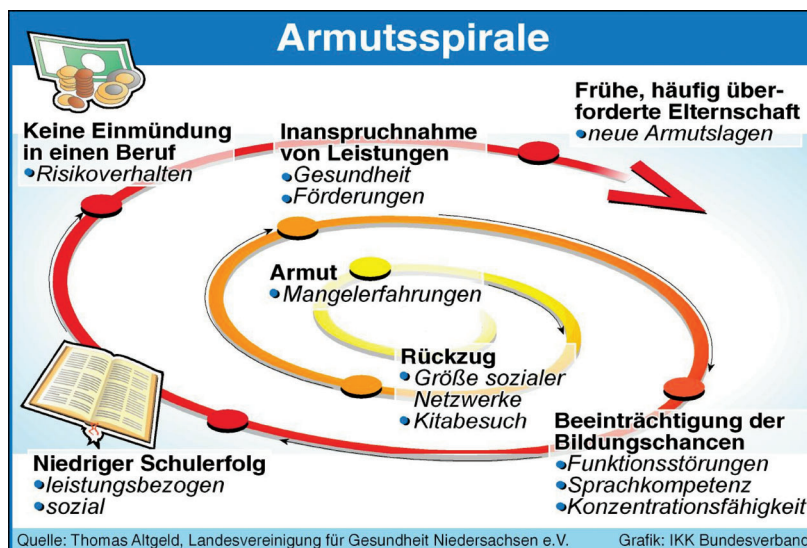 Armutsspirale
Frühe, häufig über-
forderte Elternschaft
neue Armutslagen
Keine Einmündung
in einen Beruf
Risikoverhalten
Inanspruchnahme
von Leistungen
Gesundheit
Förderungen
Armut
Mangelerfahrungen
Rückzug
Größe sozialer
Netzwerke
Kitabesuch
Beeinträchtigung der
Bildungschancen
Funktionsstörungen
Sprachkompetenz
Konzentrationsfähigkeit
Niedriger Schulerfolg
leistungsbezogen
sozial
Quelle: Thomas Altgeld, Landesvereinigung für Gesundheit Niedersachsen e.V.
Grafik: IKK Bundesverband